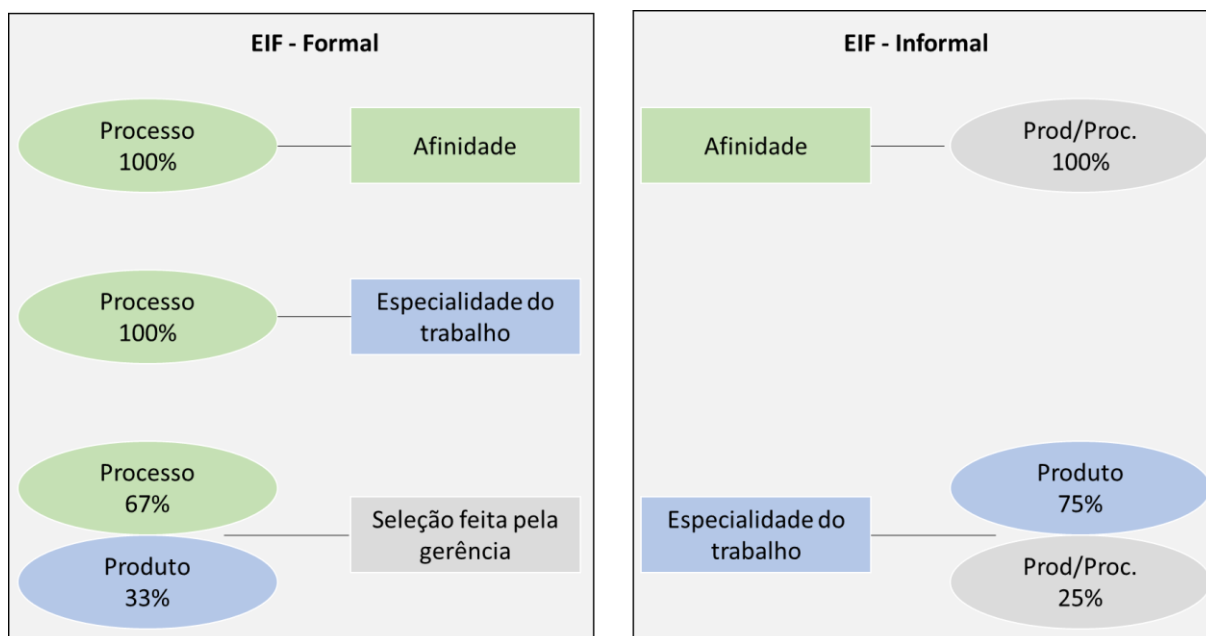 EIF - Formal
Processo
100%
Afinidade
Processo
100%
Especialidade do
trabalho
Processo
67%
Produto
33%
Seleção feita pela
gerência
EIF - Informal
Afinidade
Prod/Proc.
100%
Especialidade do
trabalho
Produto
75%
Prod/Proc.
25%